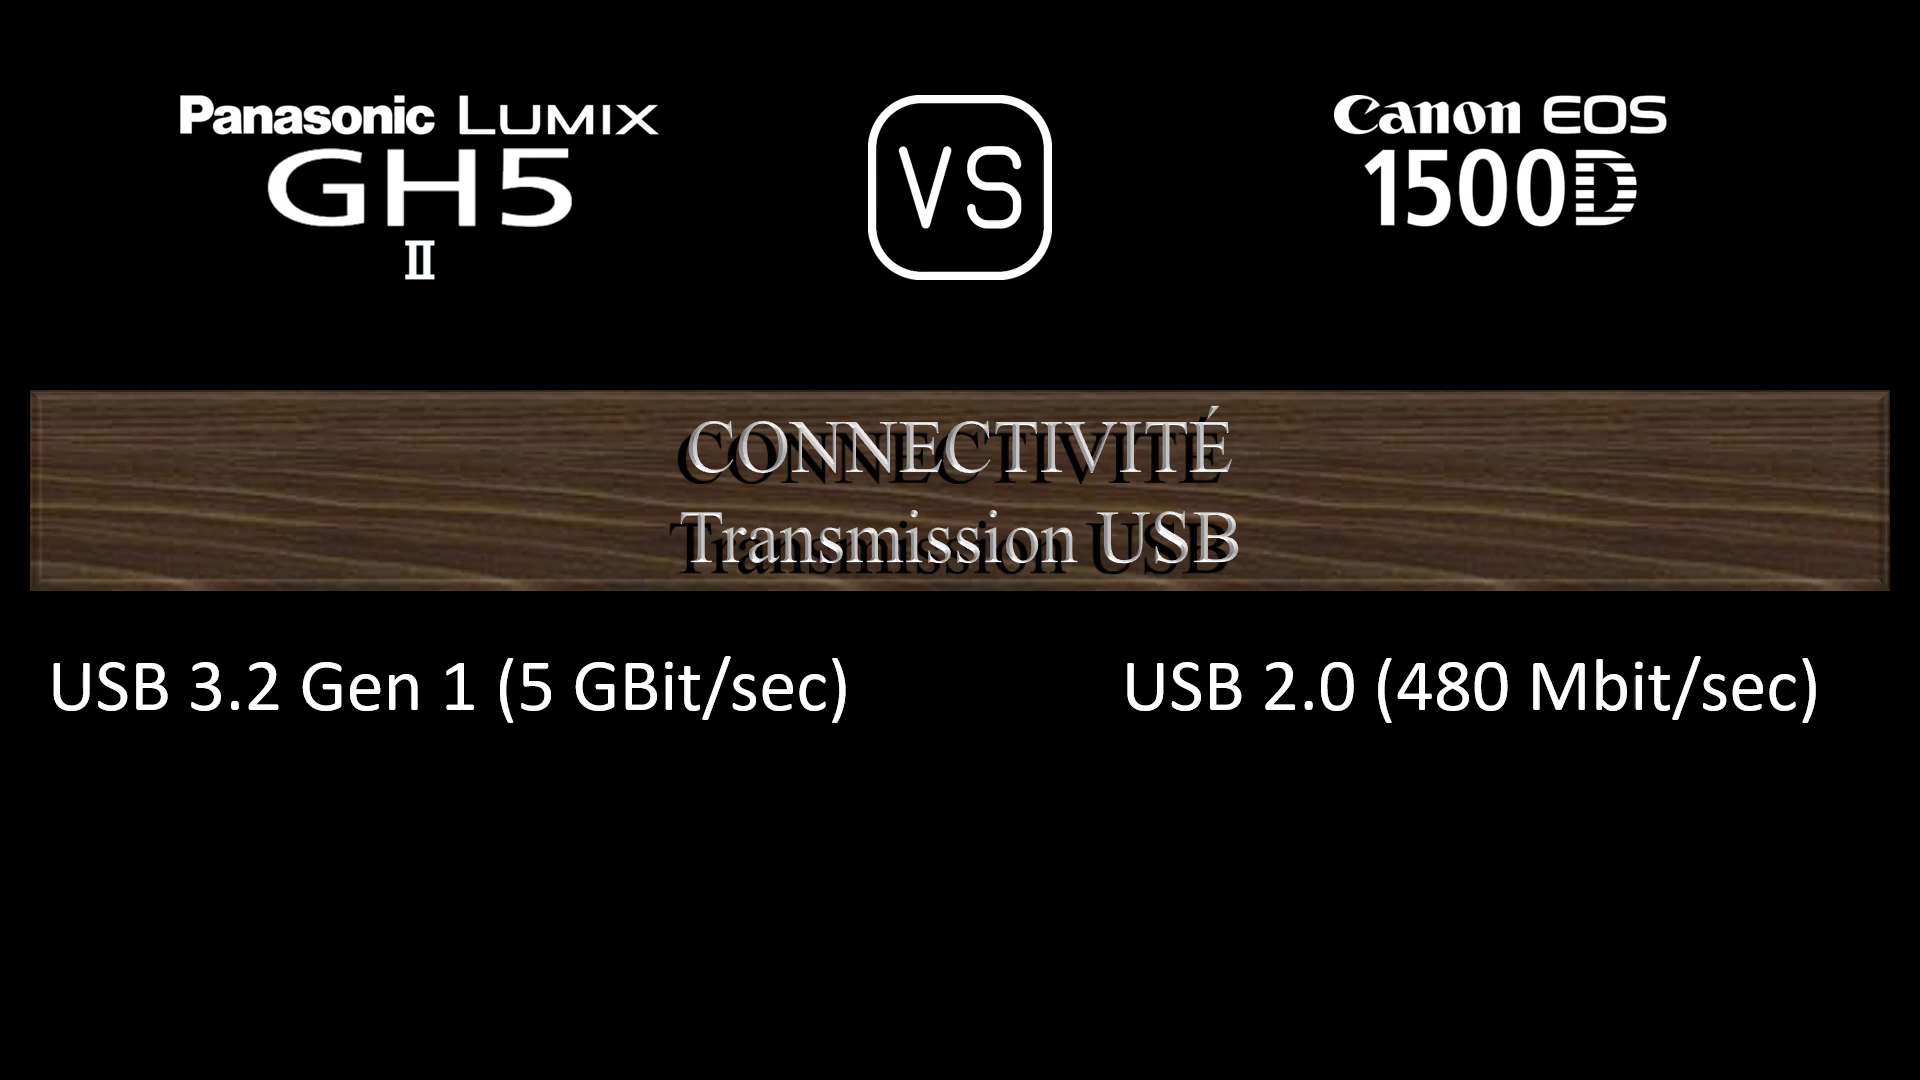 Panasonic LUMIX
GH5
II
VS
Canon EOS
1500D
CONNECTIVITÉ
Transmission USB
USB 3.2 Gen 1 (5 GBit/sec)
USB 2.0 (480 Mbit/sec)